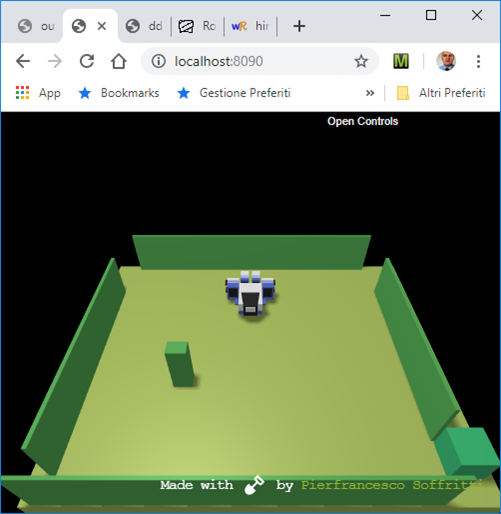 ou
dd
Ro
hir
localhost:8090
App
Bookmarks
Gestione Preferiti
»
Altri Preferiti
Open Controls
Made with by Pierfrancesco Soffritti